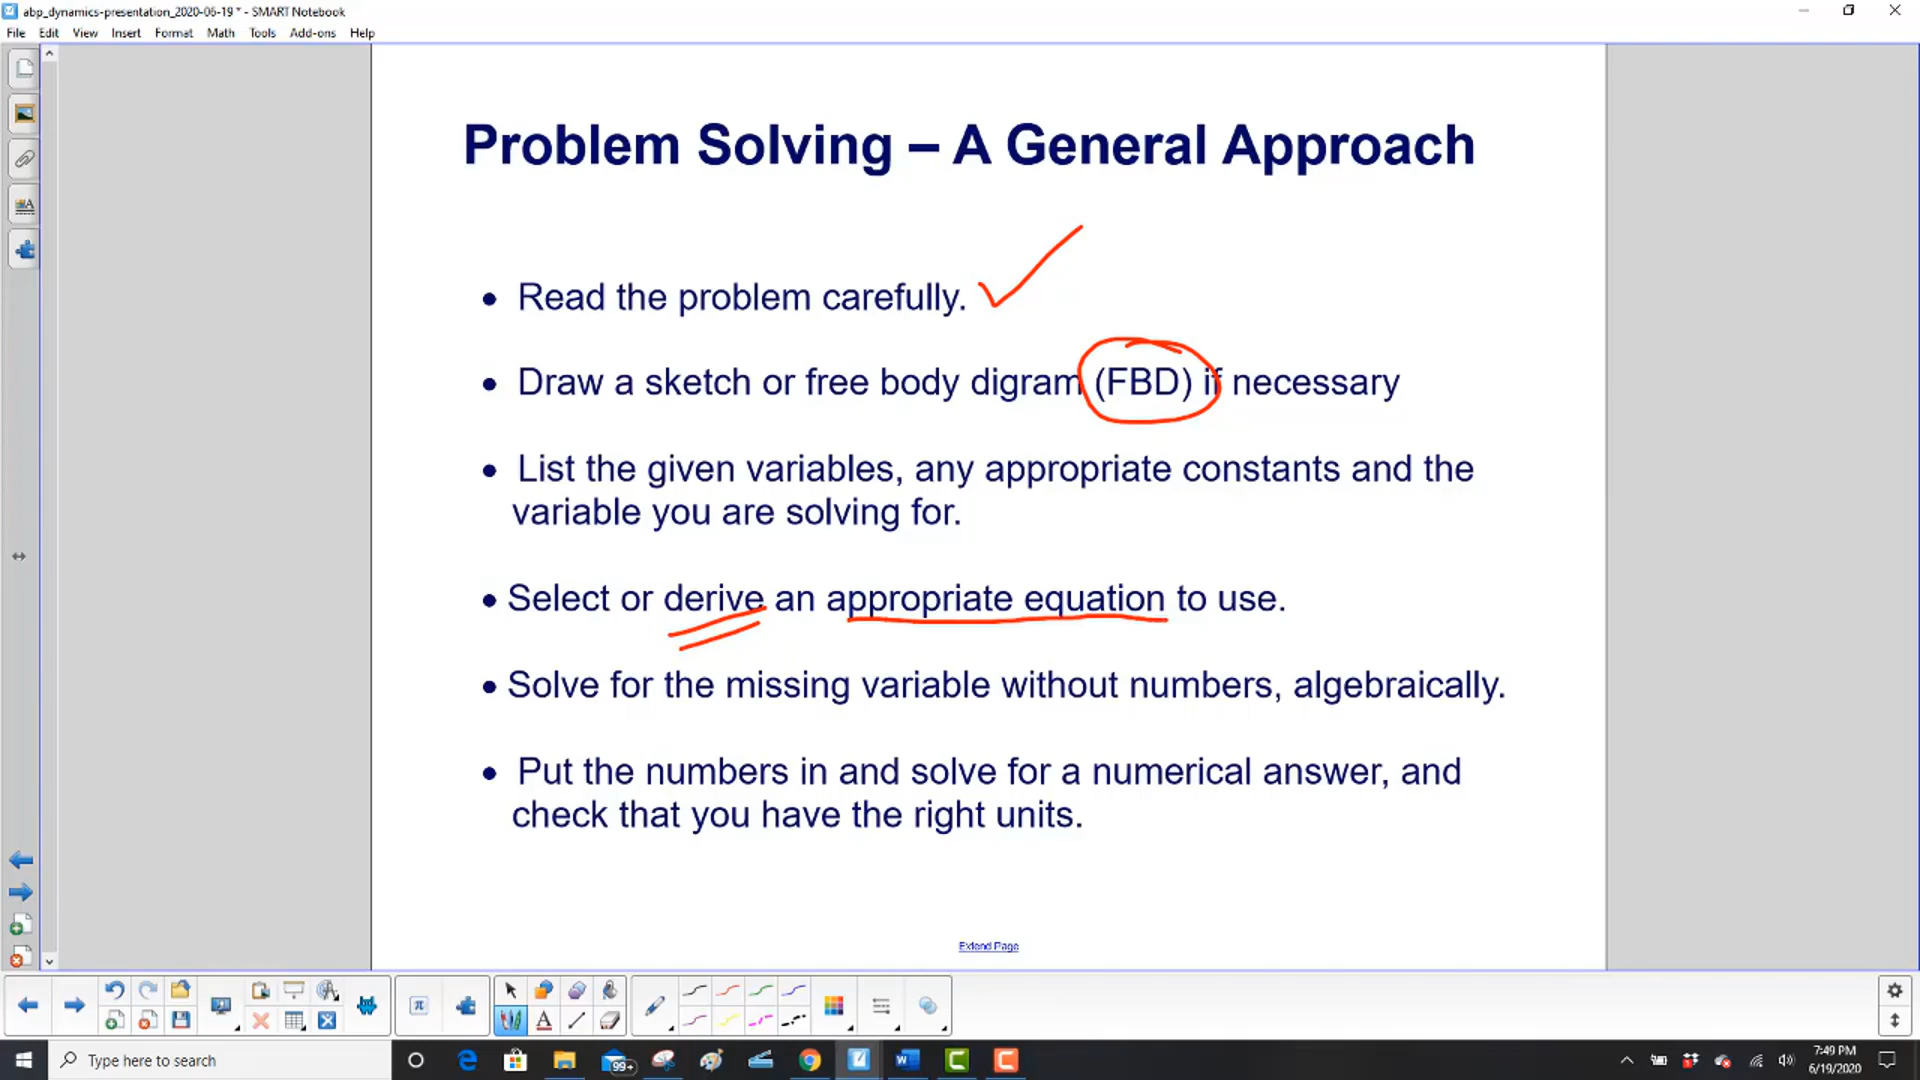 abp_dynamics-presentation_2020-06-19 * - SMART Notebook
File Edit View Insert Format Math Tools Add-ons Help
Problem Solving – A General Approach
• Read the problem carefully.
• Draw a sketch or free body digram (FBD) if necessary
• List the given variables, any appropriate constants and the
variable you are solving for.
• Select or derive an appropriate equation to use.
• Solve for the missing variable without numbers, algebraically.
• Put the numbers in and solve for a numerical answer, and
check that you have the right units.
Extend Page
Type here to search
99+
7:49 PM
6/19/2020